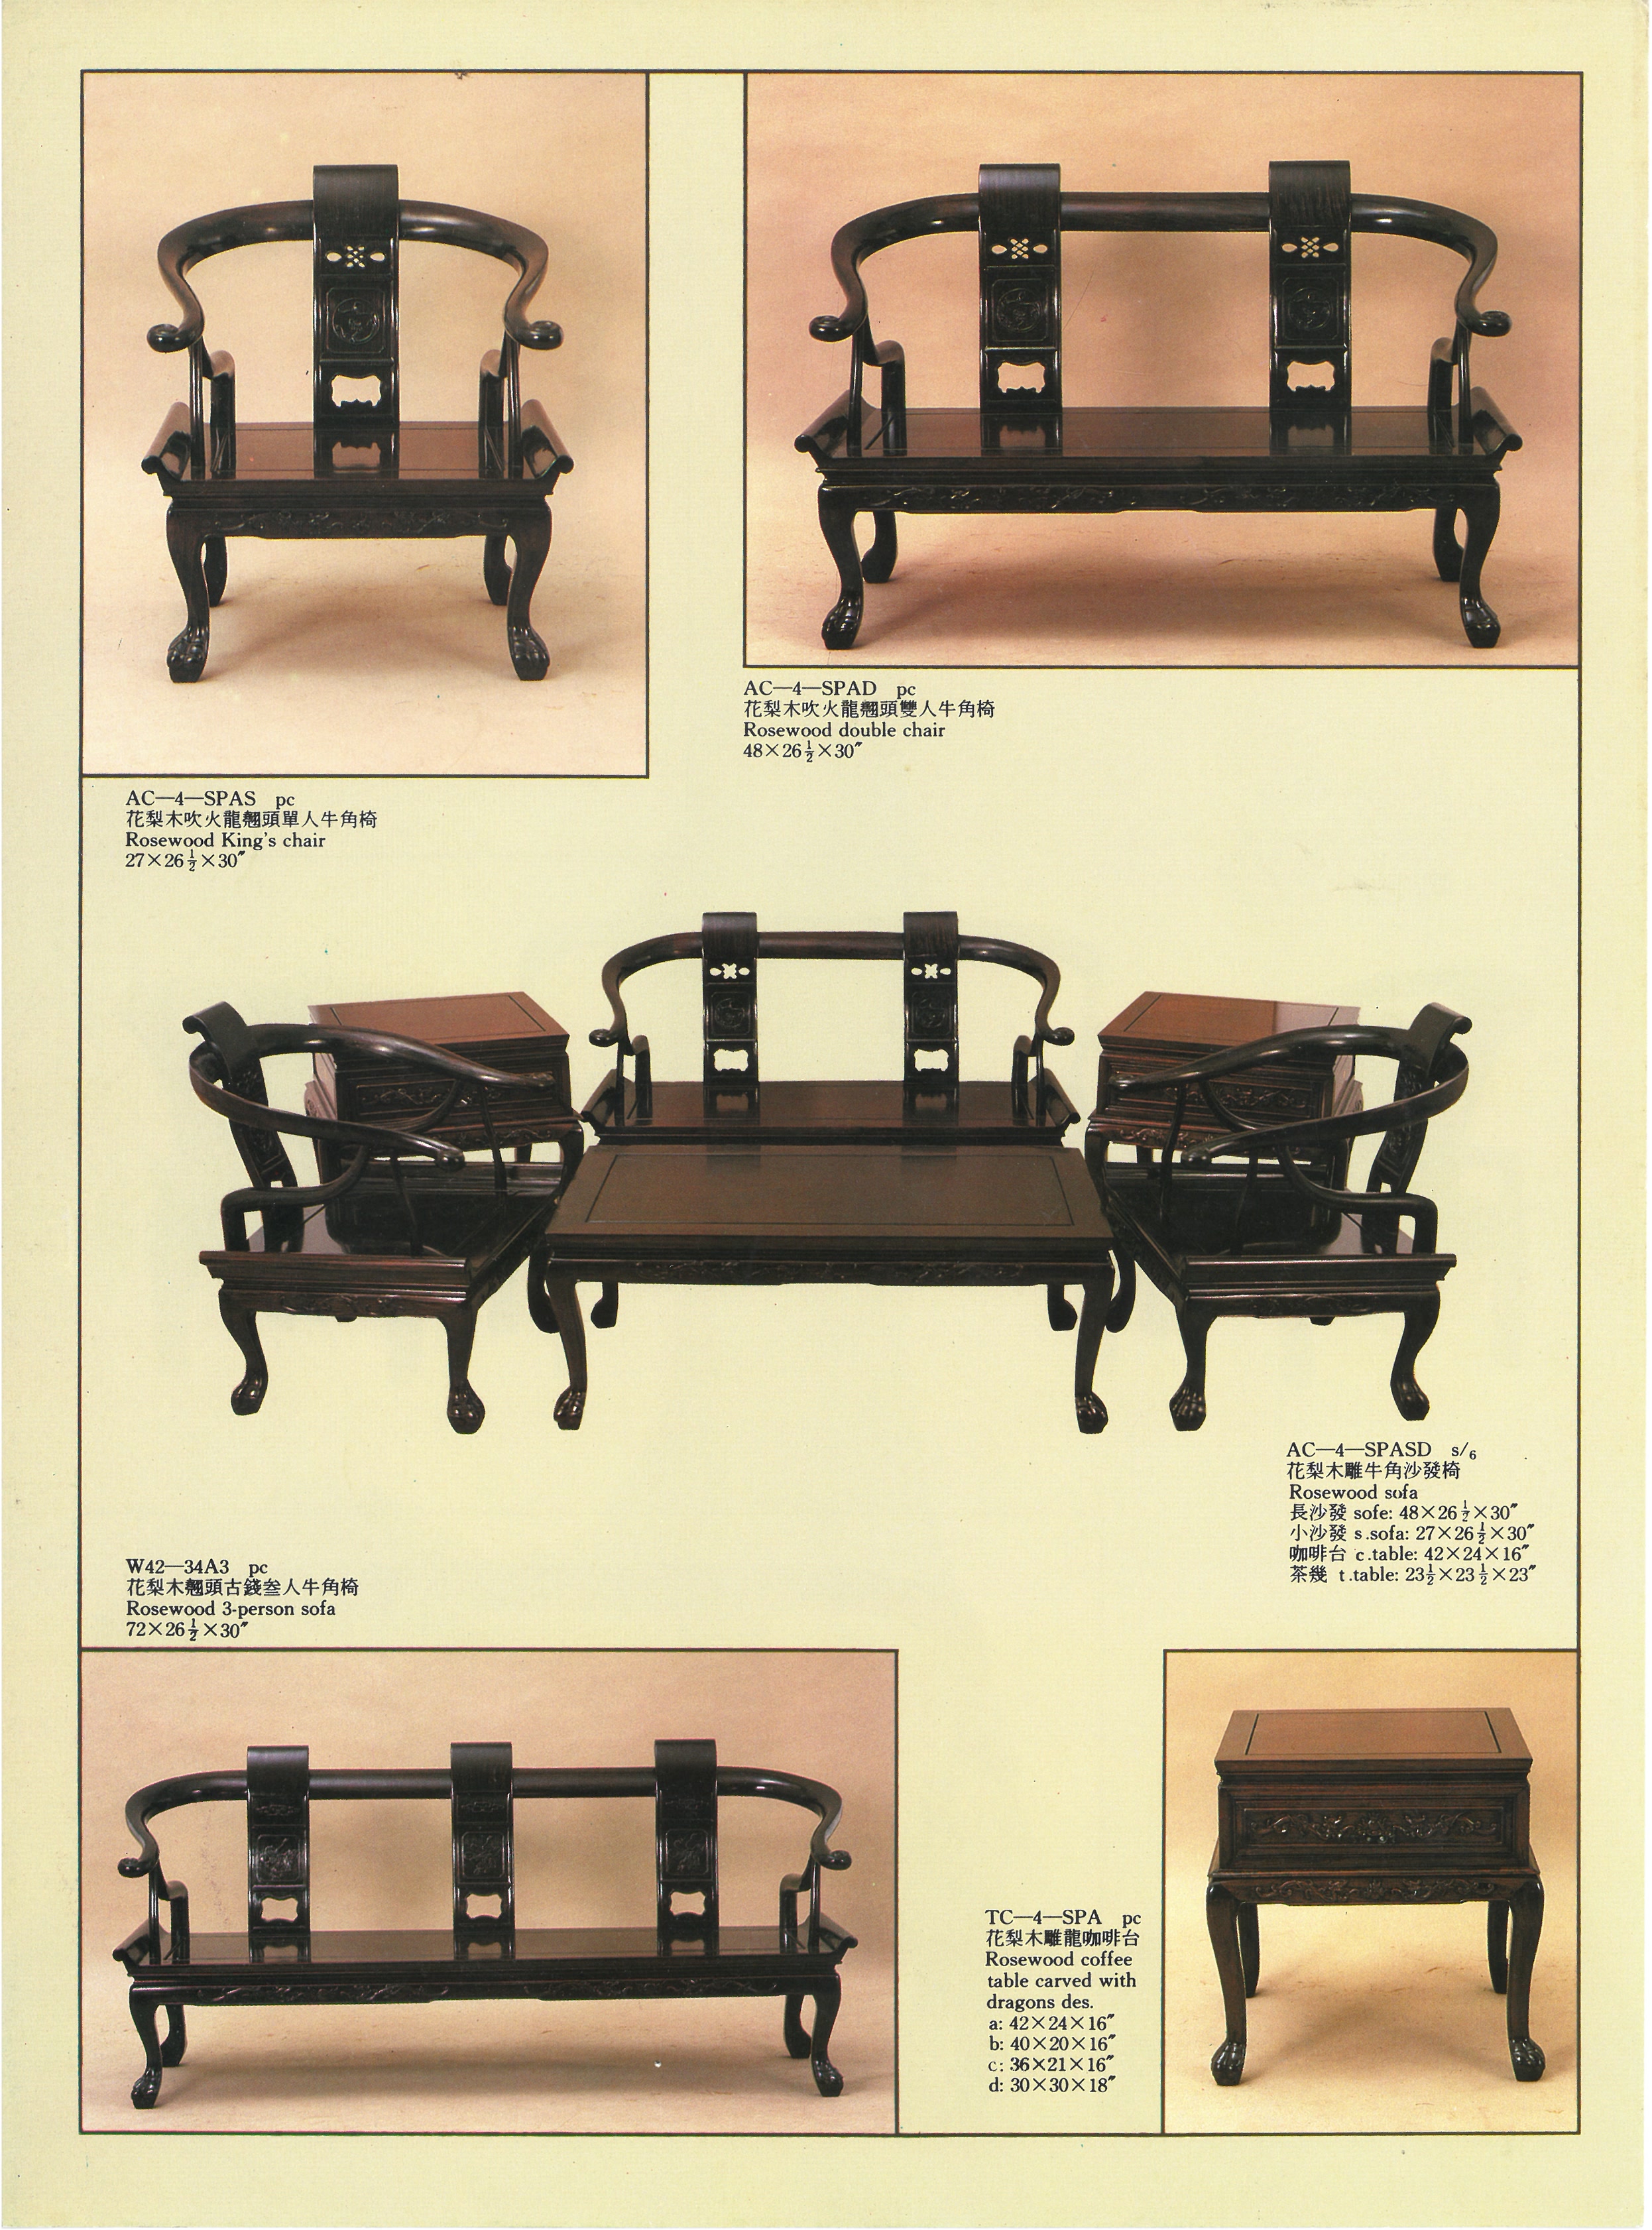 AC—4—SPAD pc
花梨木吹火龍翹頭雙人牛角椅
Rosewood double chair
48×26½×30″
AC—4—SPAS pc
花梨木吹火龍翹頭單人牛角椅
Rosewood King's chair
27×26½×30″
AC—4—SPASD s/6
花梨木雕牛角沙發椅
Rosewood sofa
長沙發 sofe: 48×26½×30″
小沙發 s.sofa: 27×26½×30″
咖啡台 c.table: 42×24×16″
茶幾 t.table: 23½×23½×23″
W42—34A3 pc
花梨木翹頭古錢叁人牛角椅
Rosewood 3-person sofa
72×26½×30″
TC—4—SPA pc
花梨木雕龍咖啡台
Rosewood coffee
table carved with
dragons des.
a: 42×24×16″
b: 40×20×16″
c: 36×21×16″
d: 30×30×18″